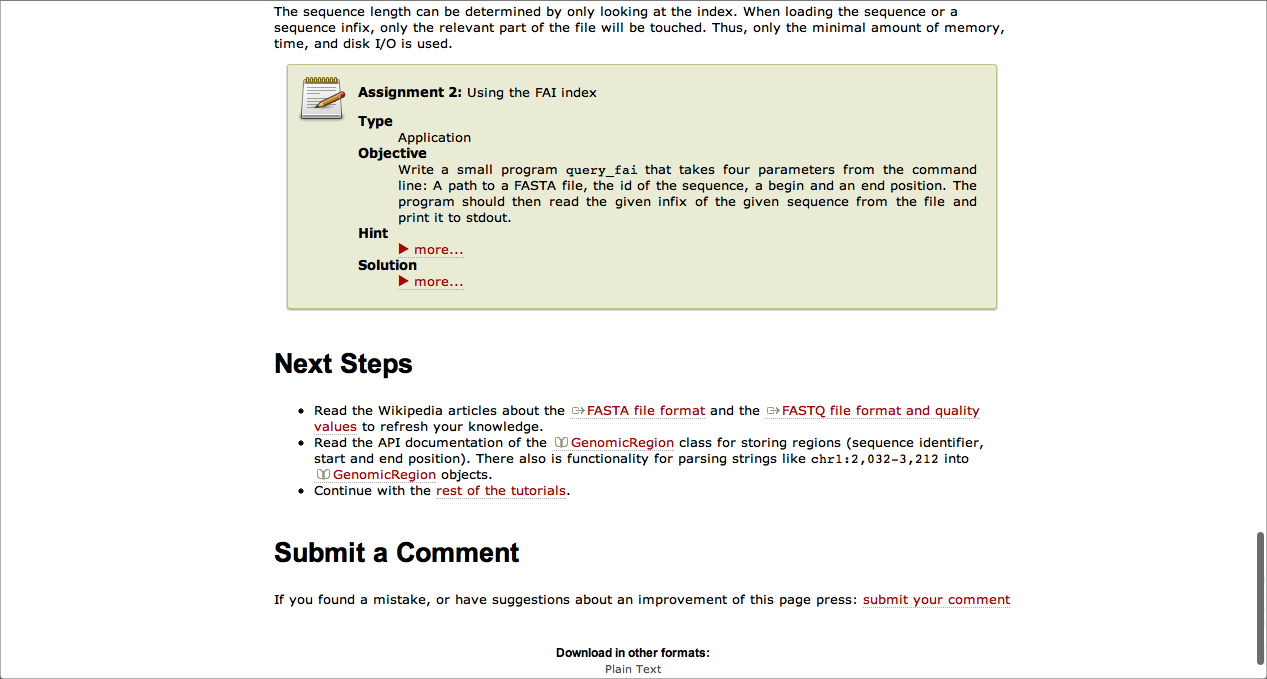 The sequence length can be determined by only looking at the index. When loading the sequence or a
sequence infix, only the relevant part of the file will be touched. Thus, only the minimal amount of memory,
time, and disk I/O is used.
Assignment 2: Using the FAI index
Type
Application
Objective
Write a small program query_fai that takes four parameters from the command
line: A path to a FASTA file, the id of the sequence, a begin and an end position. The
program should then read the given infix of the given sequence from the file and
print it to stdout.
Hint
more...
Solution
more...
Next Steps
• Read the Wikipedia articles about the FASTA file format and the FASTQ file format and quality
values to refresh your knowledge.
• Read the API documentation of the GenomicRegion class for storing regions (sequence identifier,
start and end position). There also is functionality for parsing strings like chr1:2,032-3,212 into
GenomicRegion objects.
• Continue with the rest of the tutorials.
Submit a Comment
If you found a mistake, or have suggestions about an improvement of this page press: submit your comment
Download in other formats:
Plain Text